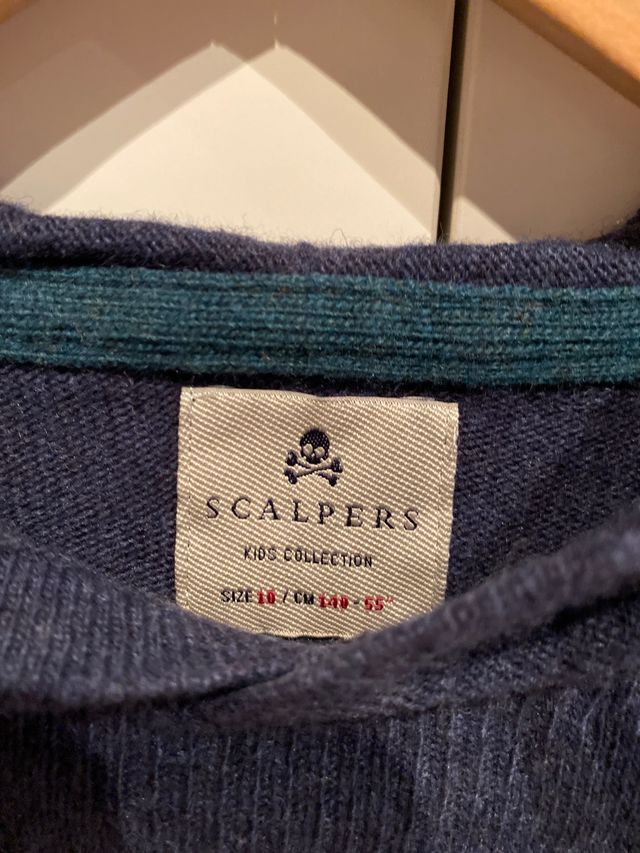 SCALPERS
KIDS COLLECTION
SIZE 10 / CM 140 - 55"